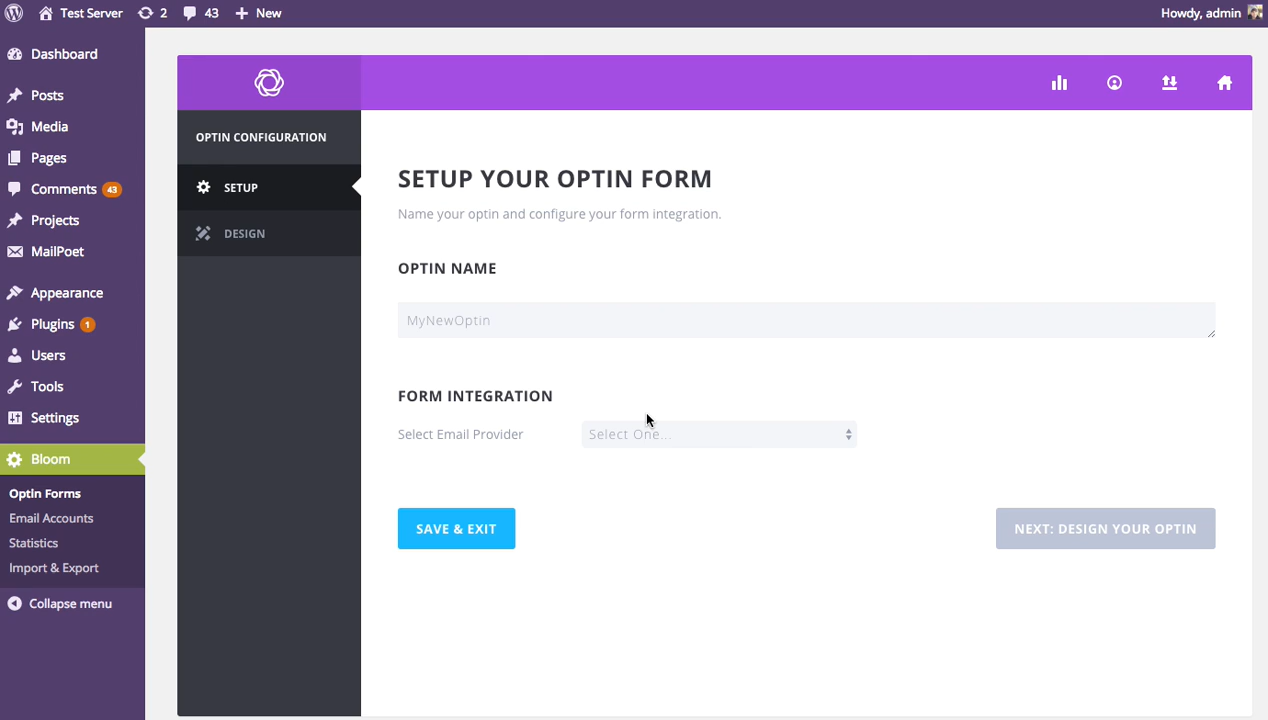 Test Server 2 43 New Howdy, admin
Dashboard
Posts
Media
Pages
Comments 43
Projects
MailPoet
Appearance
Plugins 1
Users
Tools
Settings
Bloom
Optin Forms
Email Accounts
Statistics
Import & Export
Collapse menu
OPTIN CONFIGURATION
SETUP
DESIGN
SETUP YOUR OPTIN FORM
Name your optin and configure your form integration.
OPTIN NAME
MyNewOptin
FORM INTEGRATION
Select Email Provider Select One...
SAVE & EXIT NEXT: DESIGN YOUR OPTIN